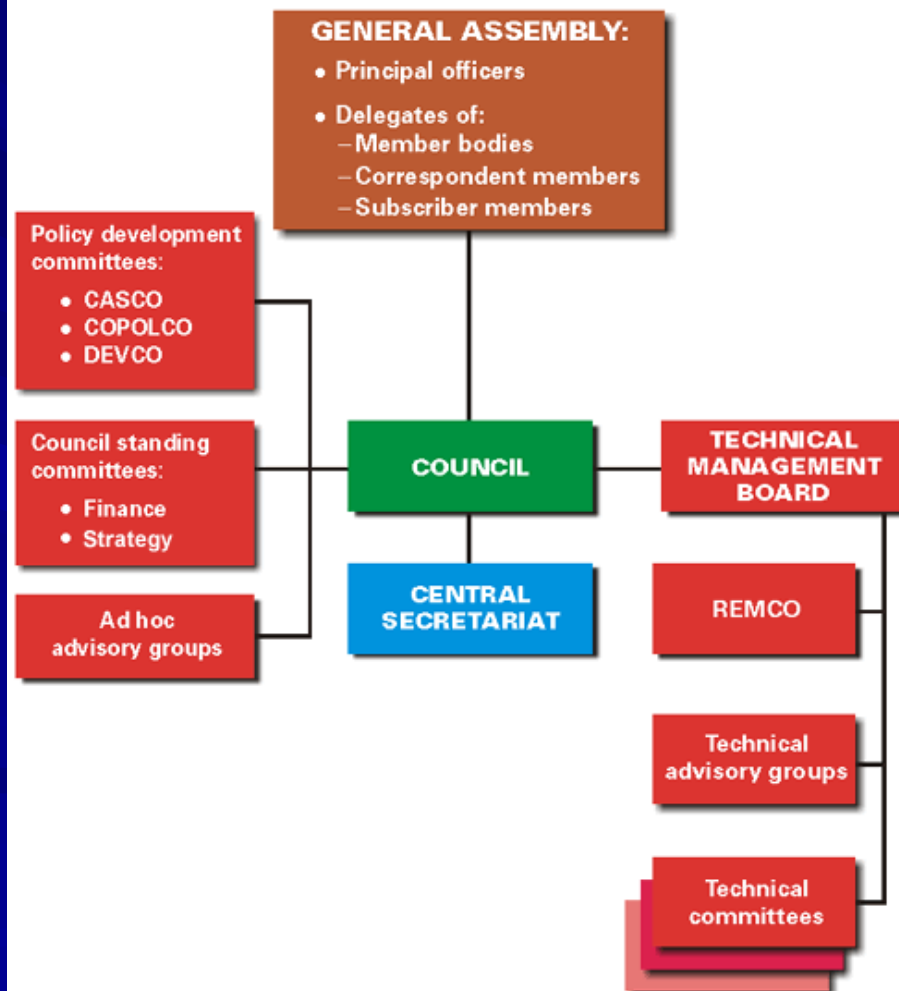 GENERAL ASSEMBLY:
• Principal officers
• Delegates of:
–Member bodies
–Correspondent members
–Subscriber members
Policy development
committees:
• CASCO
• COPOLCO
• DEVCO
Council standing
committees:
• Finance
• Strategy
Ad hoc
advisory groups
COUNCIL
CENTRAL
SECRETARIAT
TECHNICAL
MANAGEMENT
BOARD
REMCO
Technical
advisory groups
Technical
committees